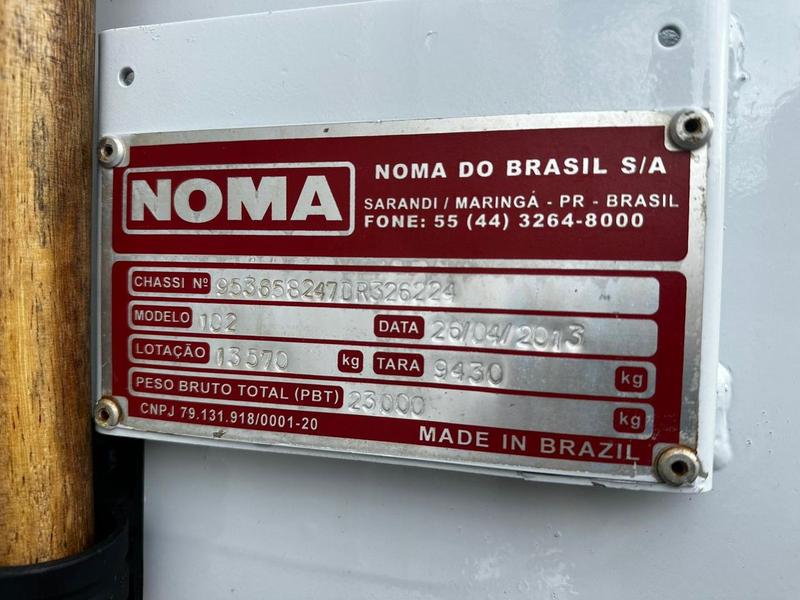 NOMA
NOMA DO BRASIL S/A
SARANDI / MARINGÁ - PR - BRASIL
FONE: 55 (44) 3264-8000
CHASSI Nº 953658247DR326224
MODELO 102 DATA 26/04/2013
LOTAÇÃO 13570 kg TARA 9430 kg
PESO BRUTO TOTAL (PBT) 23000 kg
CNPJ 79.131.918/0001-20
MADE IN BRAZIL